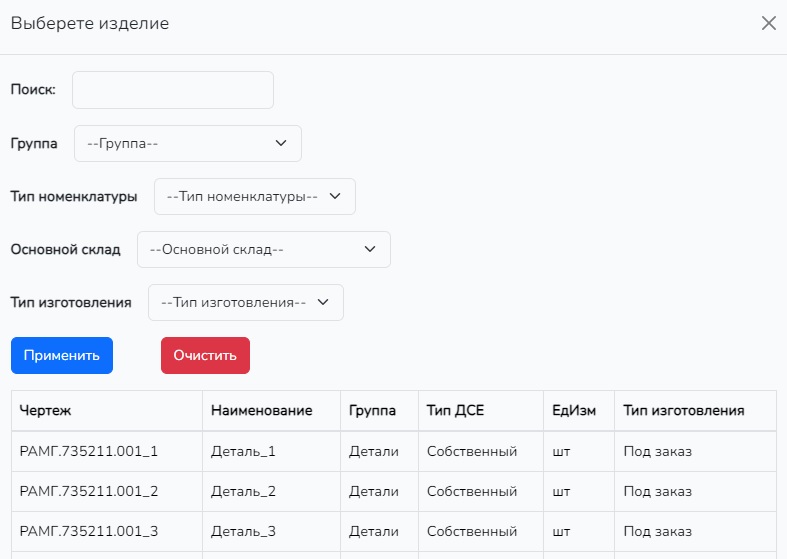 Выберете изделие
Поиск:
Группа --Группа--
Тип номенклатуры --Тип номенклатуры--
Основной склад --Основной склад--
Тип изготовления --Тип изготовления--
Применить Очистить
Чертеж Наименование Группа Тип ДСЕ ЕдИзм Тип изготовления
РАМГ.735211.001_1 Деталь_1 Детали Собственный шт Под заказ
РАМГ.735211.001_2 Деталь_2 Детали Собственный шт Под заказ
РАМГ.735211.001_3 Деталь_3 Детали Собственный шт Под заказ